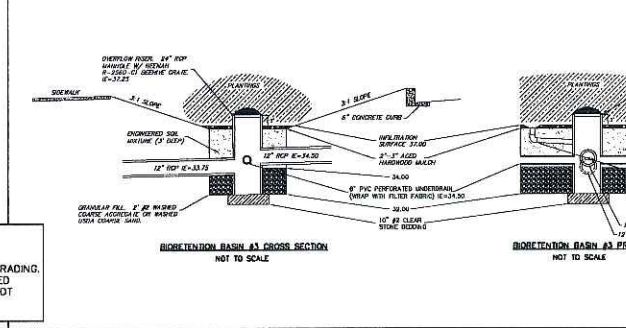 OVERFLOW RISER. 24" RCP
MANHOLE W/ NEENAH
R-2560-C1 BEEHIVE GRATE.
IE=37.25
PLANTINGS
SIDEWALK
3:1 SLOPE
3:1 SLOPE
6" CONCRETE CURB
ENGINEERED SOIL
MIXTURE (3' DEEP)
INFILTRATION
SURFACE 37.00
2"-3" AGED
HARDWOOD MULCH
12" RCP IE=34.50
34.00
12" RCP IE=33.75
6" PVC PERFORATED UNDERDRAIN
(WRAP WITH FILTER FABRIC) IE=34.50
GRANULAR FILL. 2' #2 WASHED
COARSE AGGREGATE OR WASHED
USDA COARSE SAND.
10" #2 CLEAR
STONE BEDDING
BIORETENTION BASIN #3 CROSS SECTION
NOT TO SCALE
PLANTINGS
12
BIORETENTION BASIN #3 PR
NOT TO SCALE
RADING,
ED
OT